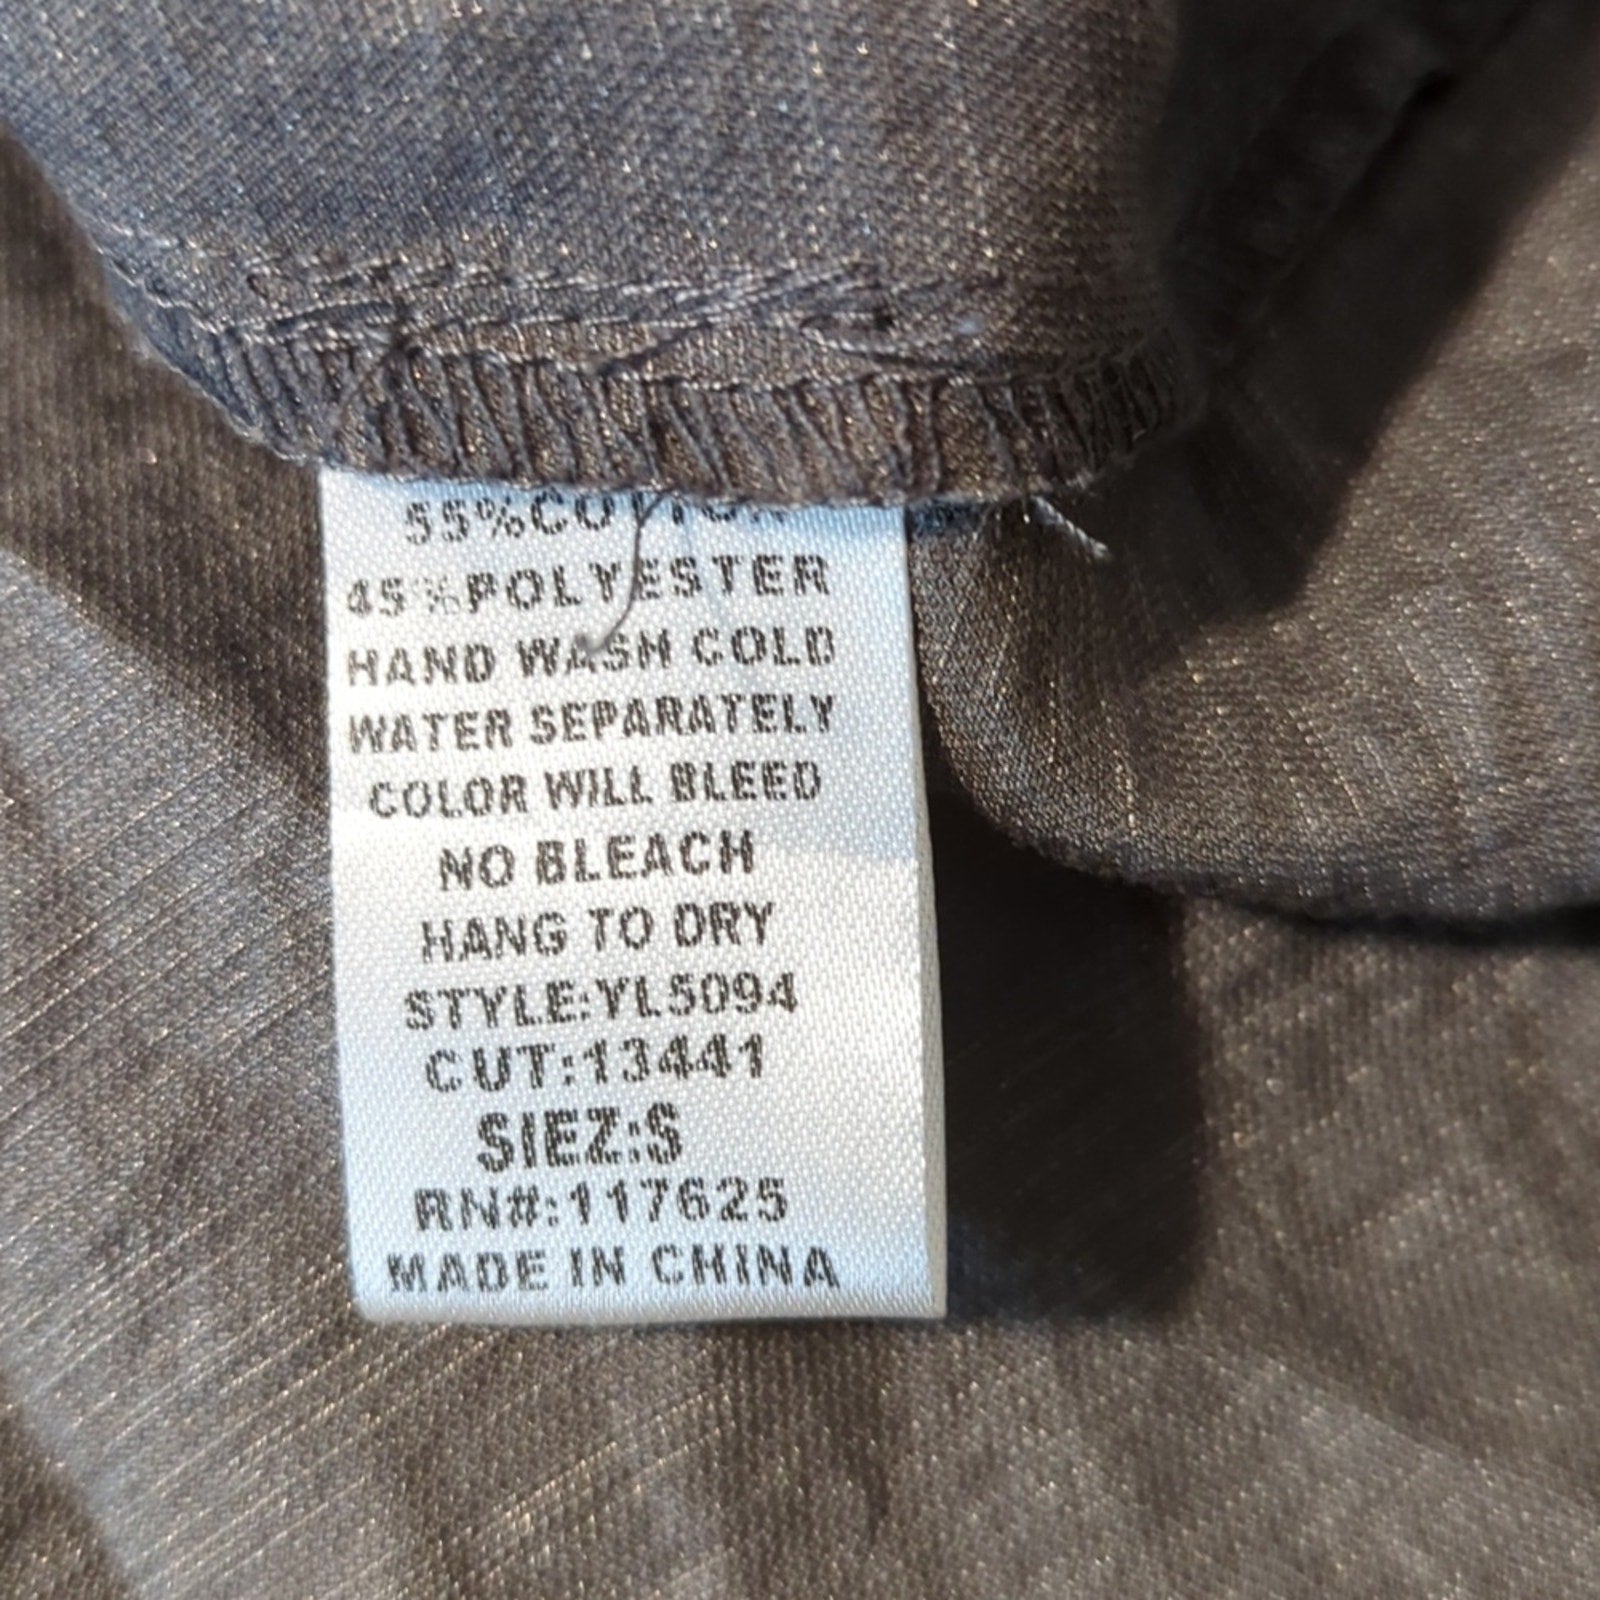 55%COTTON
45%POLYESTER
HAND WASH COLD
WATER SEPARATELY
COLOR WILL BLEED
NO BLEACH
HANG TO DRY
STYLE:YL5094
CUT:13441
SIEZ:S
RN#:117625
MADE IN CHINA